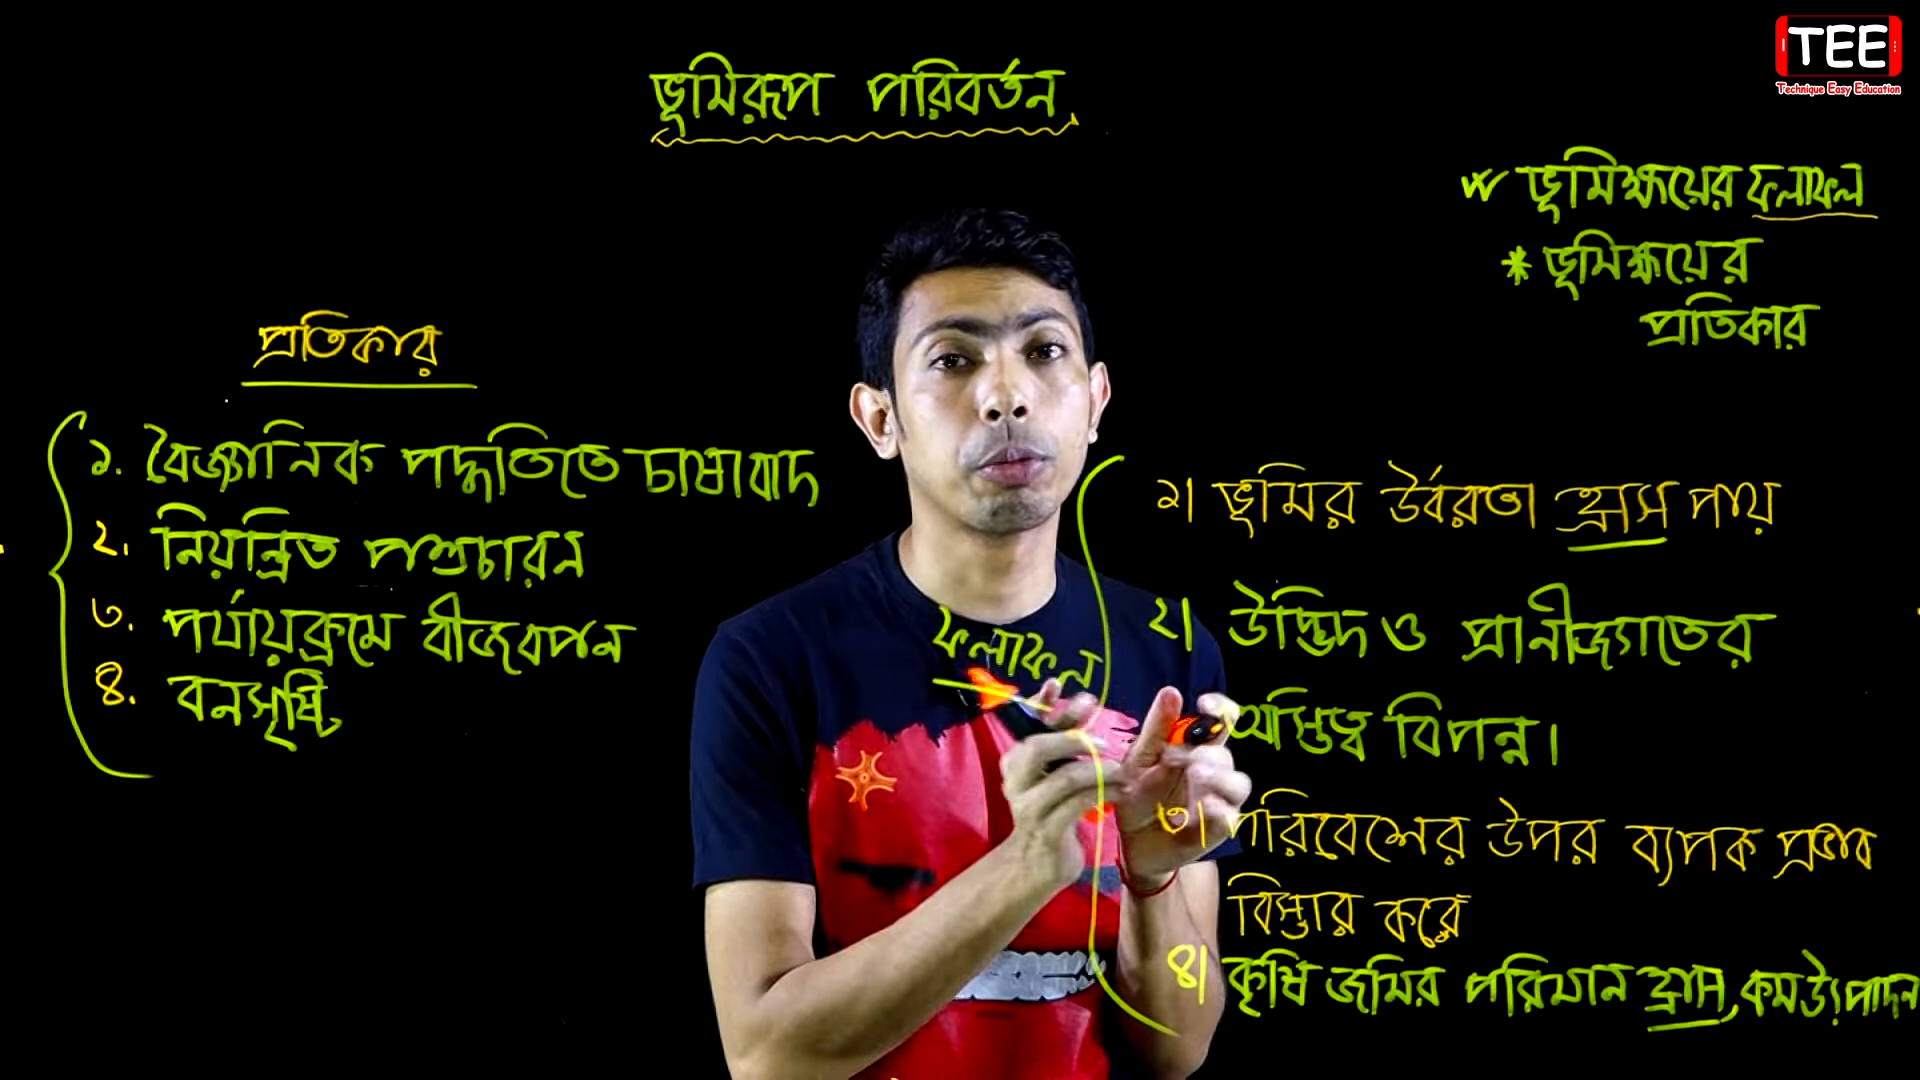 TEE
Technique Easy Education
ভূমিরূপ পরিবর্তন
ভূমিক্ষয়ের ফলাফল
* ভূমিক্ষয়ের
প্রতিকার
প্রতিকার
১. বৈজ্ঞানিক পদ্ধতিতে চাষাবাদ
২. নিয়ন্ত্রিত পশুচারন
৩. পর্যায়ক্রমে বীজবপন
৪. বনসৃষ্টি
ফলাফল
১। ভূমির উর্বরতা হ্রাস পায়
২। উদ্ভিদ ও প্রানীজগতের
অস্তিত্ব বিপন্ন।
৩। পরিবেশের উপর ব্যপক প্রভাব
বিস্তার করে
৪। কৃষি জমির পরিমান হ্রাস, কম উৎপাদন